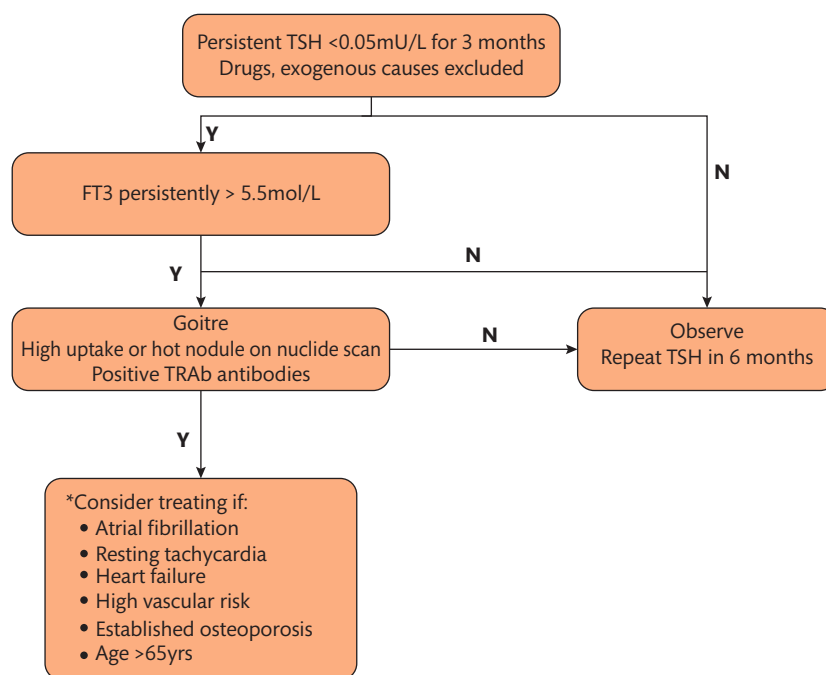 Persistent TSH <0.05mU/L for 3 months
Drugs, exogenous causes excluded
Y
N
FT3 persistently > 5.5mol/L
Y
N
Goitre
High uptake or hot nodule on nuclide scan
Positive TRAb antibodies
N
Observe
Repeat TSH in 6 months
Y
*Consider treating if:
• Atrial fibrillation
• Resting tachycardia
• Heart failure
• High vascular risk
• Established osteoporosis
• Age >65yrs